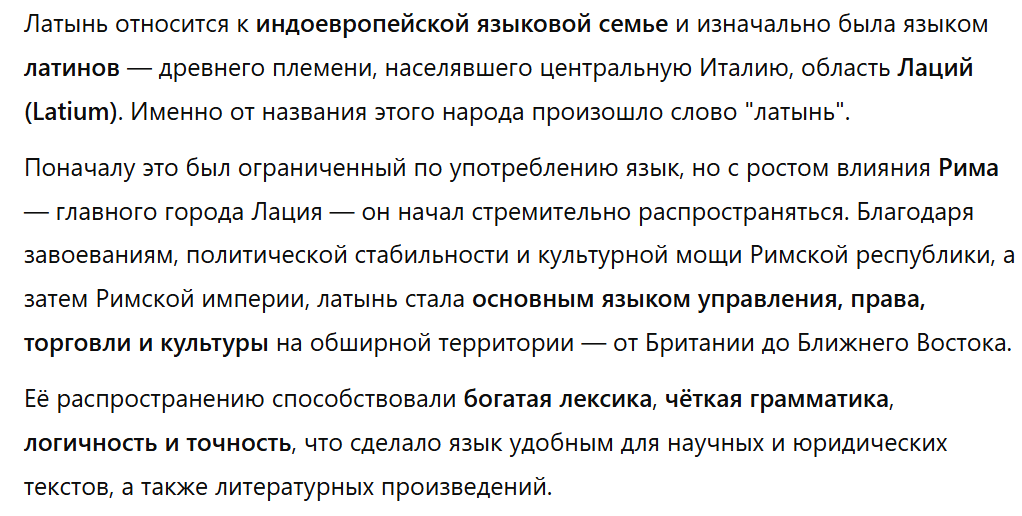 Латынь относится к индоевропейской языковой семье и изначально была языком
латинов — древнего племени, населявшего центральную Италию, область Лаций
(Latium). Именно от названия этого народа произошло слово "латынь".
Поначалу это был ограниченный по употреблению язык, но с ростом влияния Рима
— главного города Лация — он начал стремительно распространяться. Благодаря
завоеваниям, политической стабильности и культурной мощи Римской республики, а
затем Римской империи, латынь стала основным языком управления, права,
торговли и культуры на обширной территории — от Британии до Ближнего Востока.
Её распространению способствовали богатая лексика, чёткая грамматика,
логичность и точность, что сделало язык удобным для научных и юридических
текстов, а также литературных произведений.